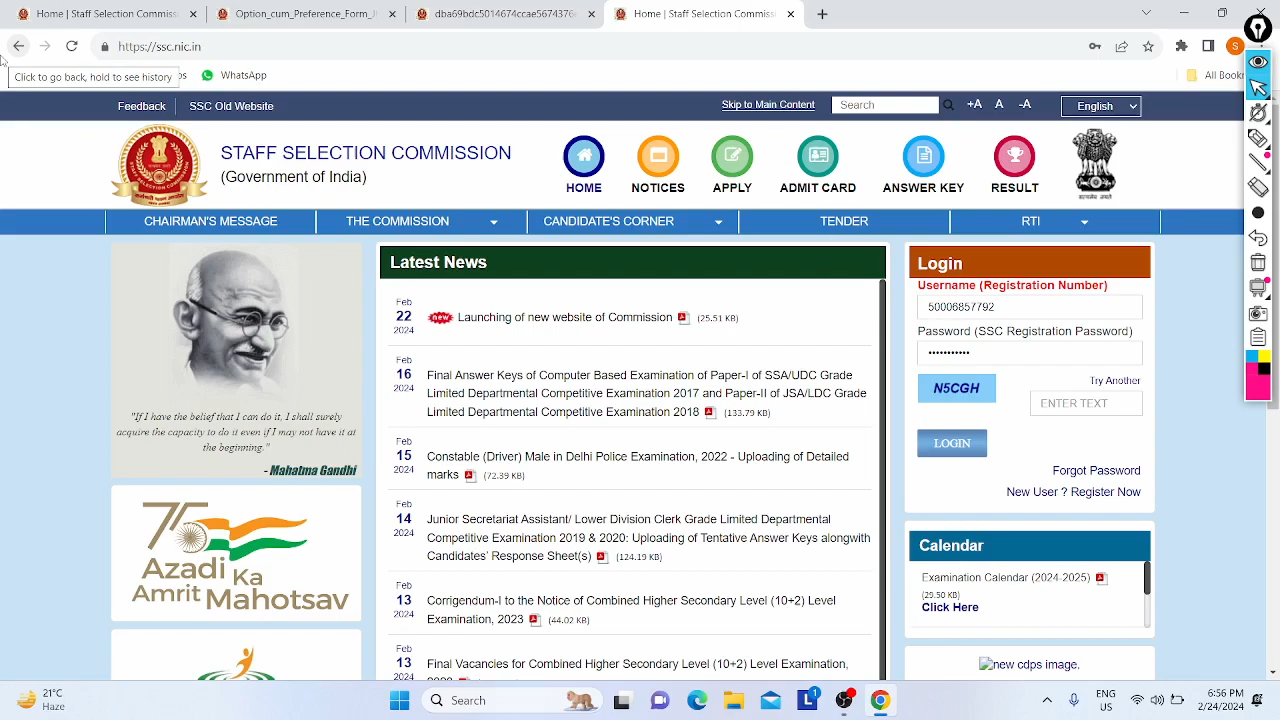 Home | Staff Selection Commissi
Option_cum_Preference_Form_JI
dba69bdc5014674ccae5674376
Home | Staff Selection Commiss
https://ssc.nic.in
S
Click to go back, hold to see history
WhatsApp
All Bookr
Feedback
SSC Old Website
Skip to Main Content
Search
+A
A
-A
English
STAFF SELECTION COMMISSION
(Government of India)
HOME
NOTICES
APPLY
ADMIT CARD
ANSWER KEY
RESULT
सत्यमेव जयते
CHAIRMAN'S MESSAGE
THE COMMISSION
CANDIDATE'S CORNER
TENDER
RTI
"If I have the belief that I can do it, I shall surely
acquire the capacity to do it even if I may not have it at
the beginning."
- Mahatma Gandhi
75
Azadi Ka
Amrit Mahotsav
Latest News
Feb
22
2024
new
Launching of new website of Commission (25.51 KB)
Feb
16
2024
Final Answer Keys of Computer Based Examination of Paper-I of SSA/UDC Grade
Limited Departmental Competitive Examination 2017 and Paper-II of JSA/LDC Grade
Limited Departmental Competitive Examination 2018 (133.79 KB)
Feb
15
2024
Constable (Driver) Male in Delhi Police Examination, 2022 - Uploading of Detailed
marks (72.39 KB)
Feb
14
2024
Junior Secretariat Assistant/ Lower Division Clerk Grade Limited Departmental
Competitive Examination 2019 & 2020: Uploading of Tentative Answer Keys alongwith
Candidates' Response Sheet(s) (124.19 KB)
Feb
13
2024
Corrigendum-I to the Notice of Combined Higher Secondary Level (10+2) Level
Examination, 2023 (44.02 KB)
Feb
13
Final Vacancies for Combined Higher Secondary Level (10+2) Level Examination,
Login
Username (Registration Number)
50006857792
Password (SSC Registration Password)
•••••••••••
N5CGH
Try Another
ENTER TEXT
LOGIN
Forgot Password
New User ? Register Now
Calendar
Examination Calendar (2024-2025)
(29.50 KB)
Click Here
new cdps image.
21°C
Haze
Search
L
1
ENG
IN
6:56 PM
2/24/2024